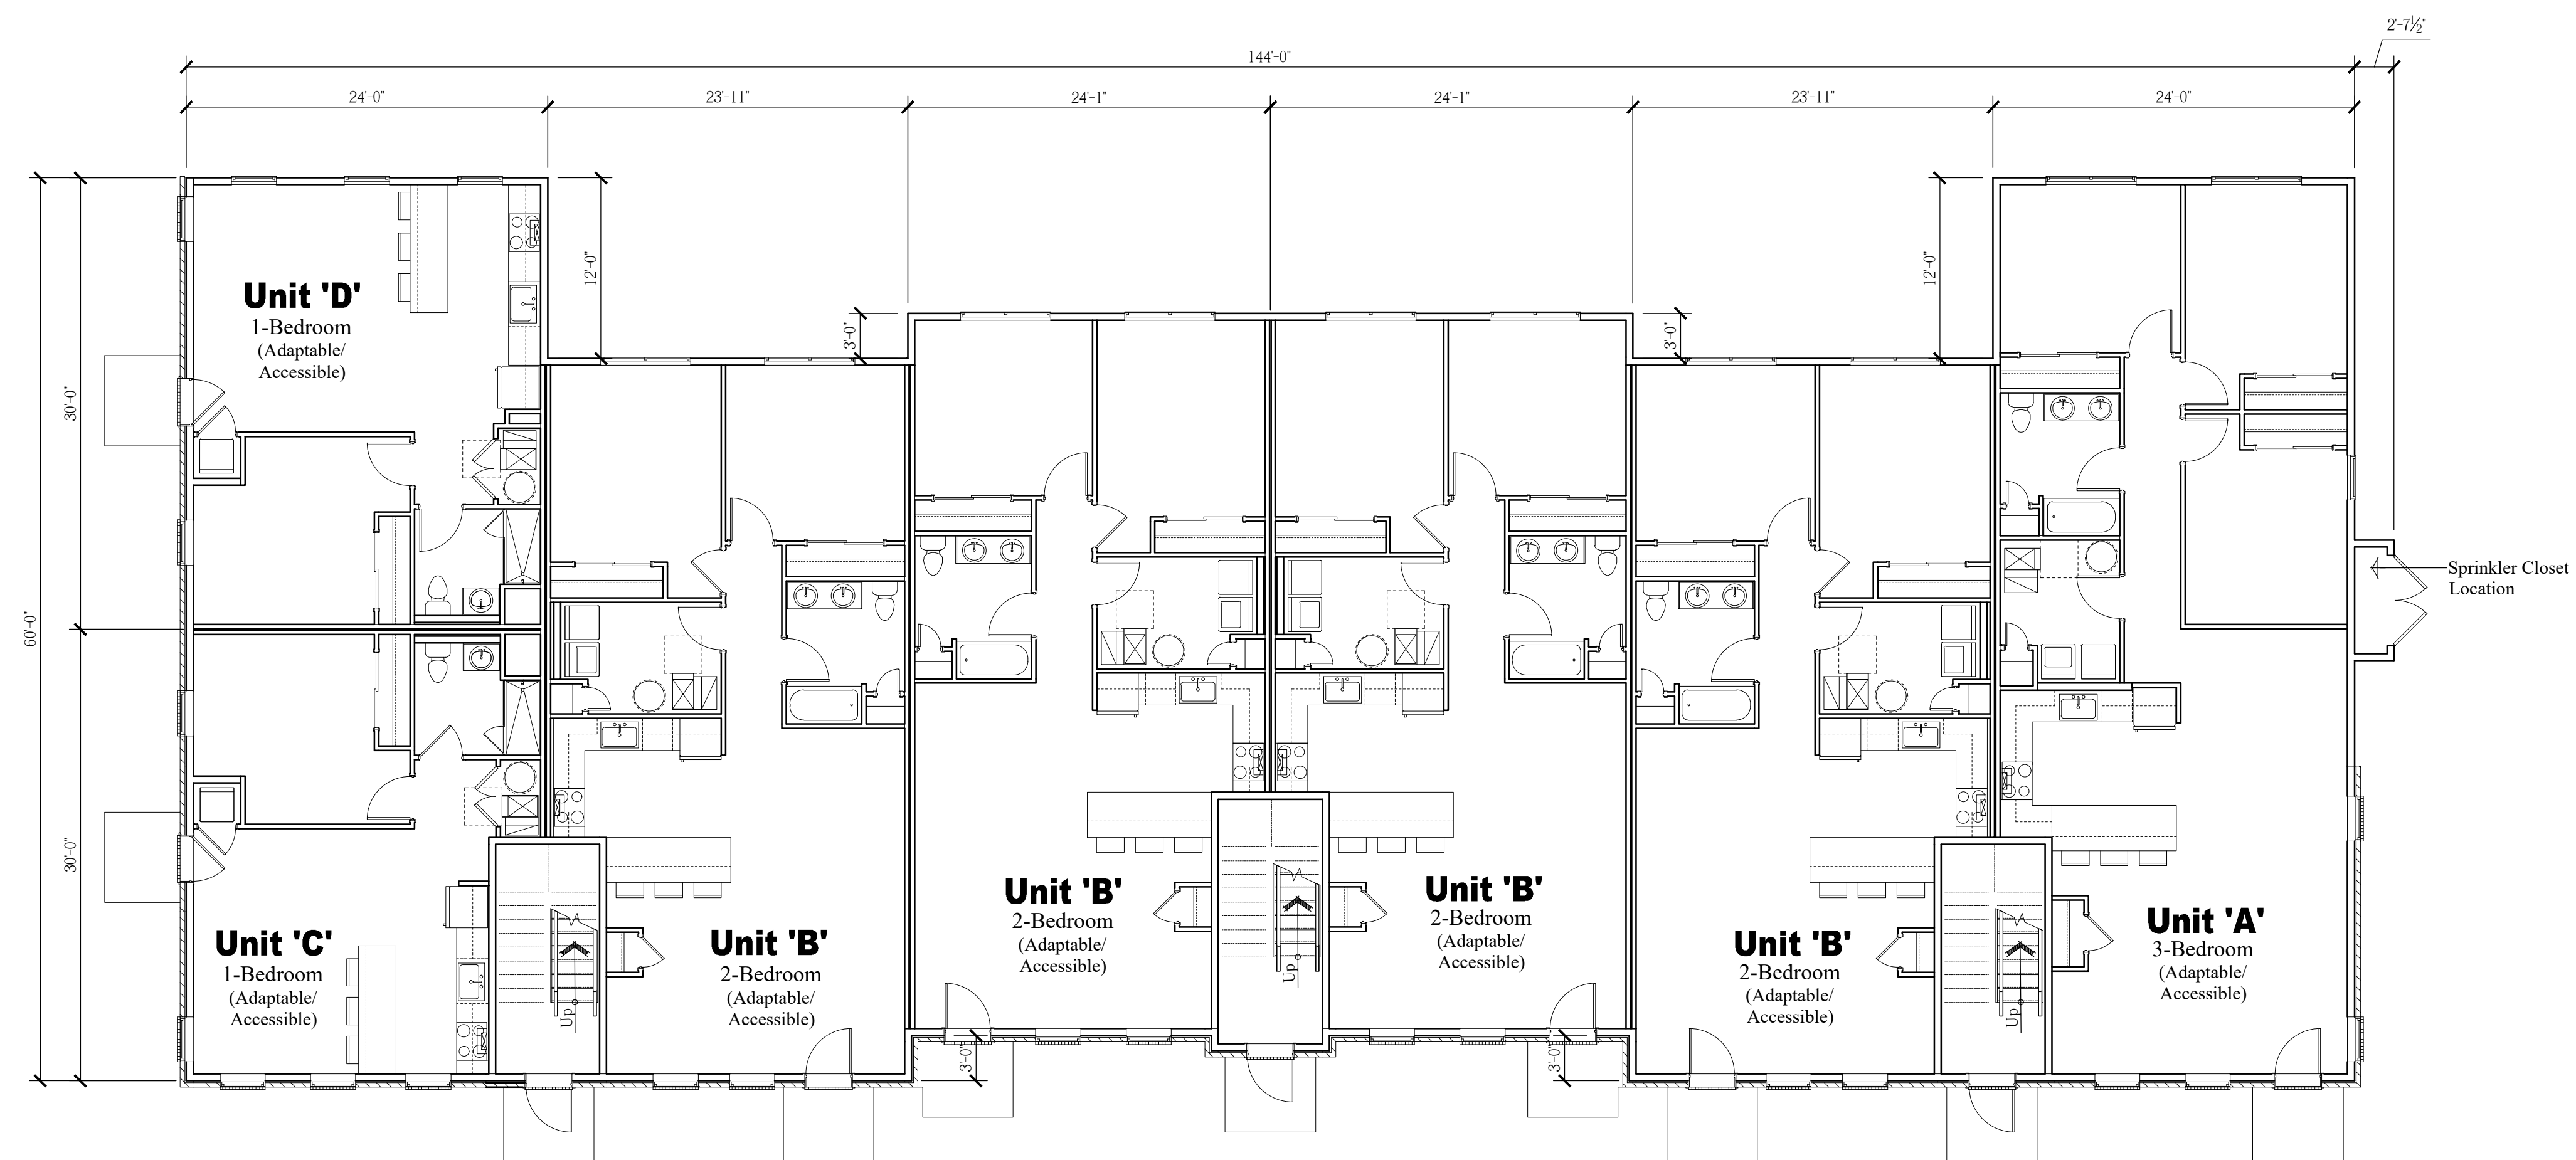 2'-7½"
144'-0"
24'-0"
23'-11"
24'-1"
24'-1"
23'-11"
24'-0"
12'-0"
12'-0"
3'-0"
3'-0"
30'-0"
60'-0"
30'-0"
Unit 'D'
1-Bedroom
(Adaptable/
Accessible)
Sprinkler Closet
Location
Unit 'C'
1-Bedroom
(Adaptable/
Accessible)
Up
Unit 'B'
2-Bedroom
(Adaptable/
Accessible)
Unit 'B'
2-Bedroom
(Adaptable/
Accessible)
Up
Unit 'B'
2-Bedroom
(Adaptable/
Accessible)
Unit 'B'
2-Bedroom
(Adaptable/
Accessible)
Up
Unit 'A'
3-Bedroom
(Adaptable/
Accessible)
3'-0"
3'-0"